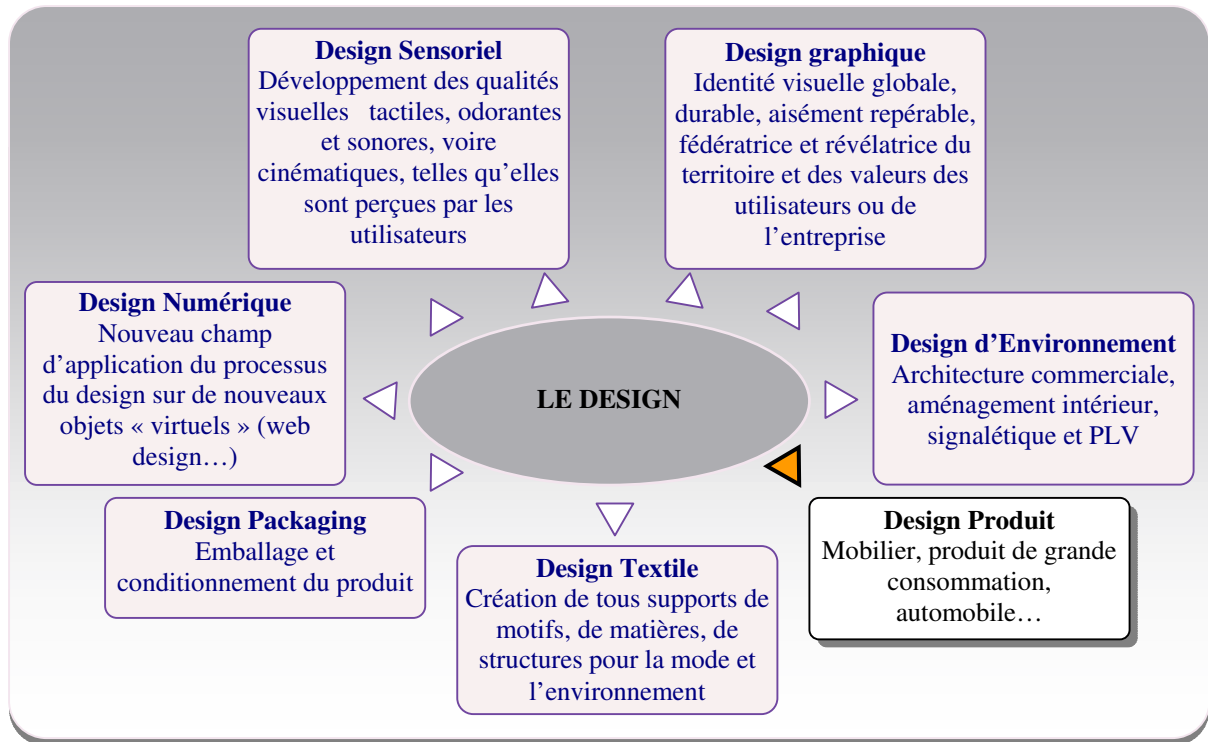 Design Sensoriel
Développement des qualités
visuelles tactiles, odorantes
et sonores, voire
cinématiques, telles qu’elles
sont perçues par les
utilisateurs
Design graphique
Identité visuelle globale,
durable, aisément repérable,
fédératrice et révélatrice du
territoire et des valeurs des
utilisateurs ou de
l’entreprise
Design Numérique
Nouveau champ
d’application du processus
du design sur de nouveaux
objets « virtuels » (web
design…)
LE DESIGN
Design d’Environnement
Architecture commerciale,
aménagement intérieur,
signalétique et PLV
Design Packaging
Emballage et
conditionnement du produit
Design Textile
Création de tous supports de
motifs, de matières, de
structures pour la mode et
l’environnement
Design Produit
Mobilier, produit de grande
consommation,
automobile…